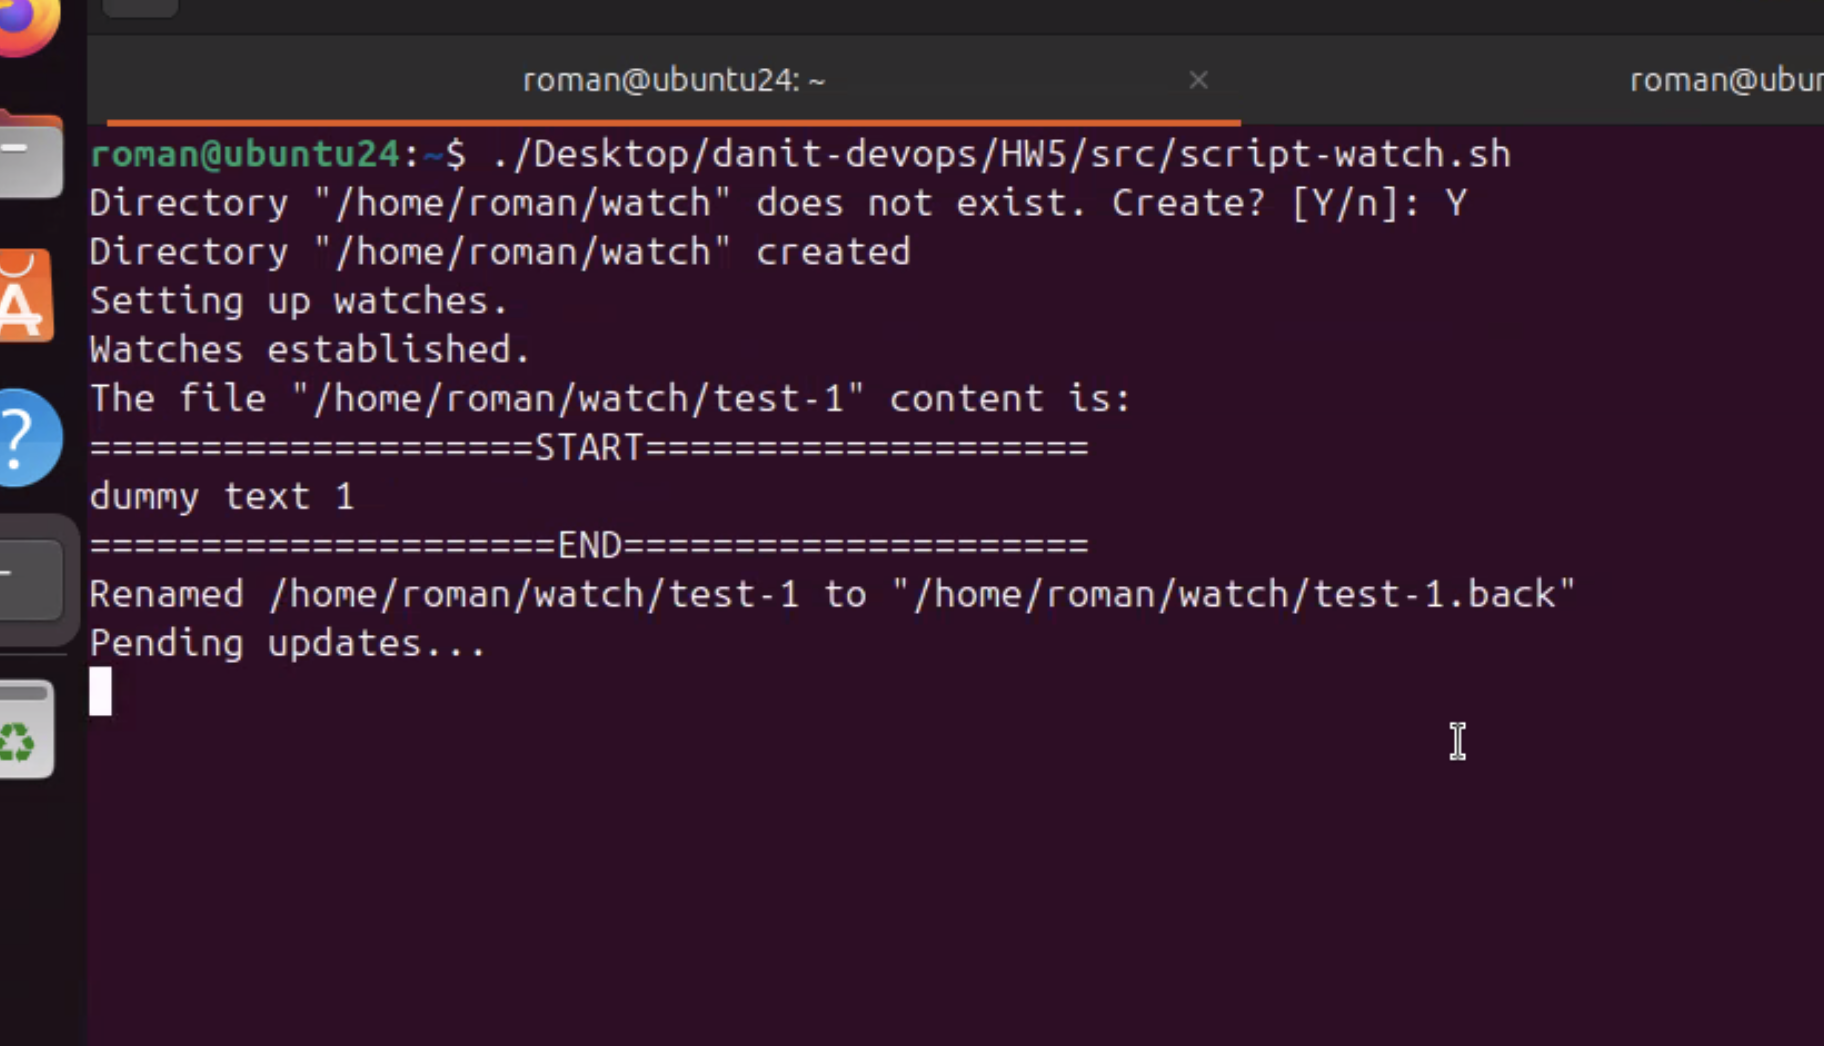 roman@ubuntu24: ~
roman@ubun
roman@ubuntu24:~$ ./Desktop/danit-devops/HW5/src/script-watch.sh
Directory "/home/roman/watch" does not exist. Create? [Y/n]: Y
Directory "/home/roman/watch" created
Setting up watches.
Watches established.
The file "/home/roman/watch/test-1" content is:
====================START====================
dummy text 1
=====================END=====================
Renamed /home/roman/watch/test-1 to "/home/roman/watch/test-1.back"
Pending updates...